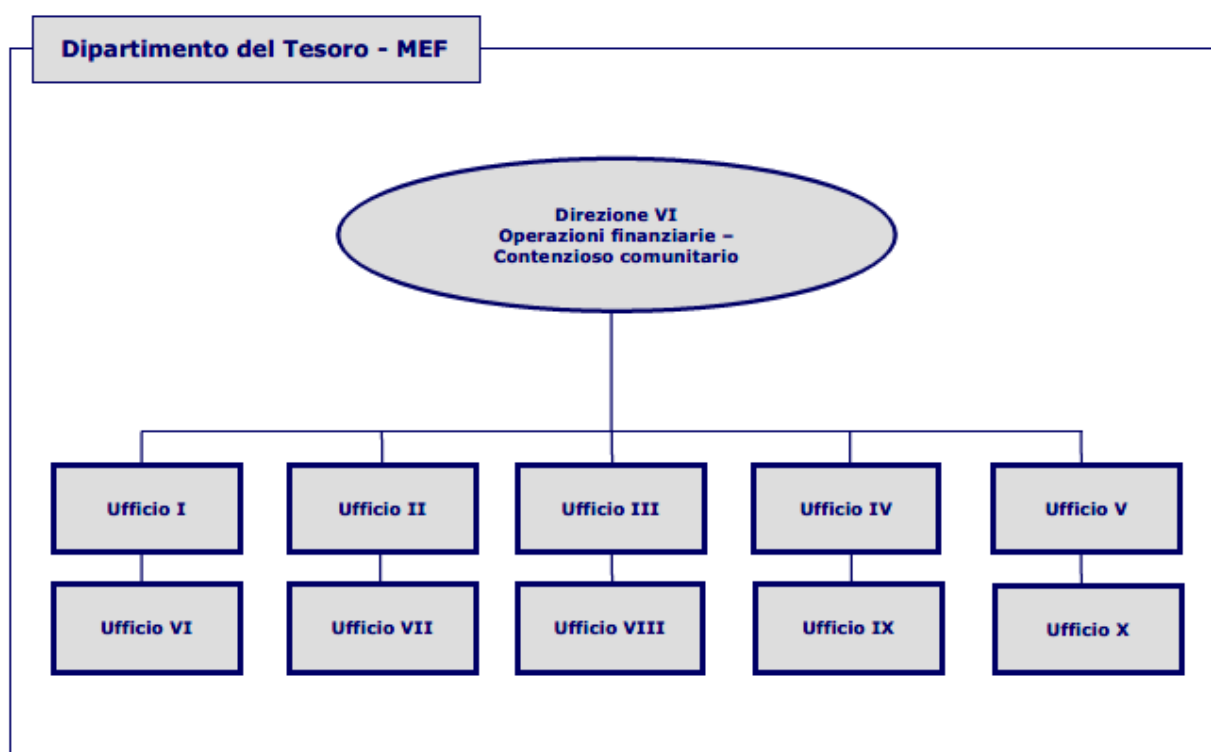 Dipartimento del Tesoro - MEF
Direzione VI
Operazioni finanziarie –
Contenzioso comunitario
Ufficio I
Ufficio II
Ufficio III
Ufficio IV
Ufficio V
Ufficio VI
Ufficio VII
Ufficio VIII
Ufficio IX
Ufficio X